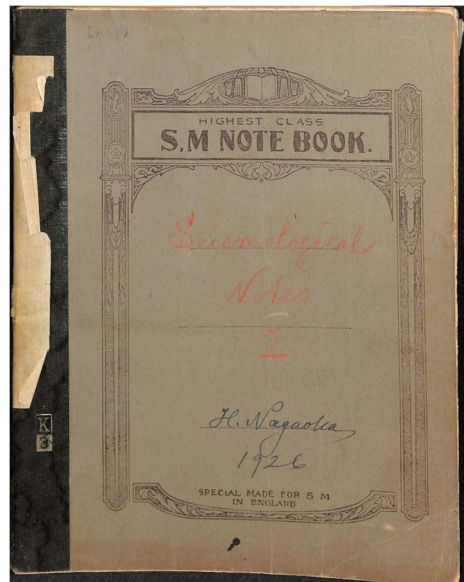 HIGHEST CLASS
S.M NOTE BOOK.
Seismological
Notes
I.
H. Nagaoka
1926
SPECIAL MADE FOR S M
IN ENGLAND
K
3